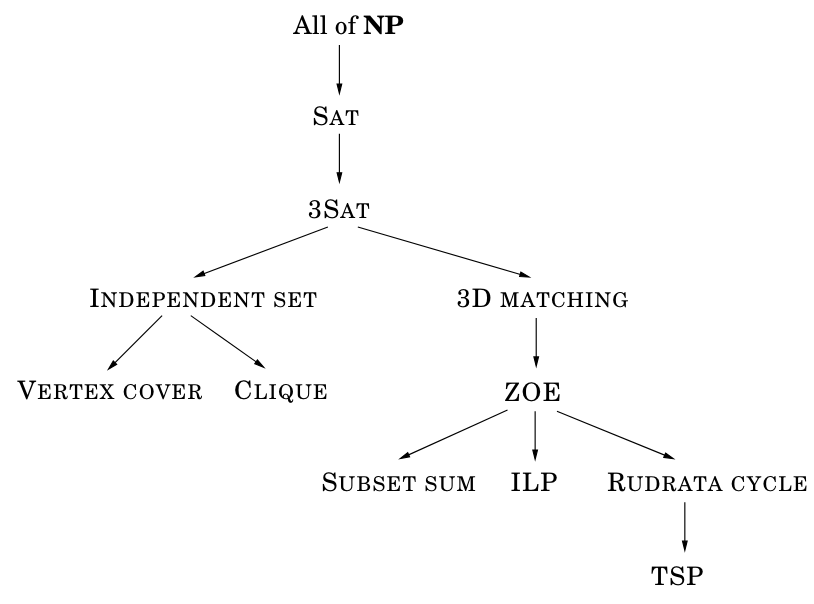 All of NP
SAT
3SAT
INDEPENDENT SET 3D MATCHING
VERTEX COVER CLIQUE ZOE
SUBSET SUM ILP RUDRATA CYCLE
TSP